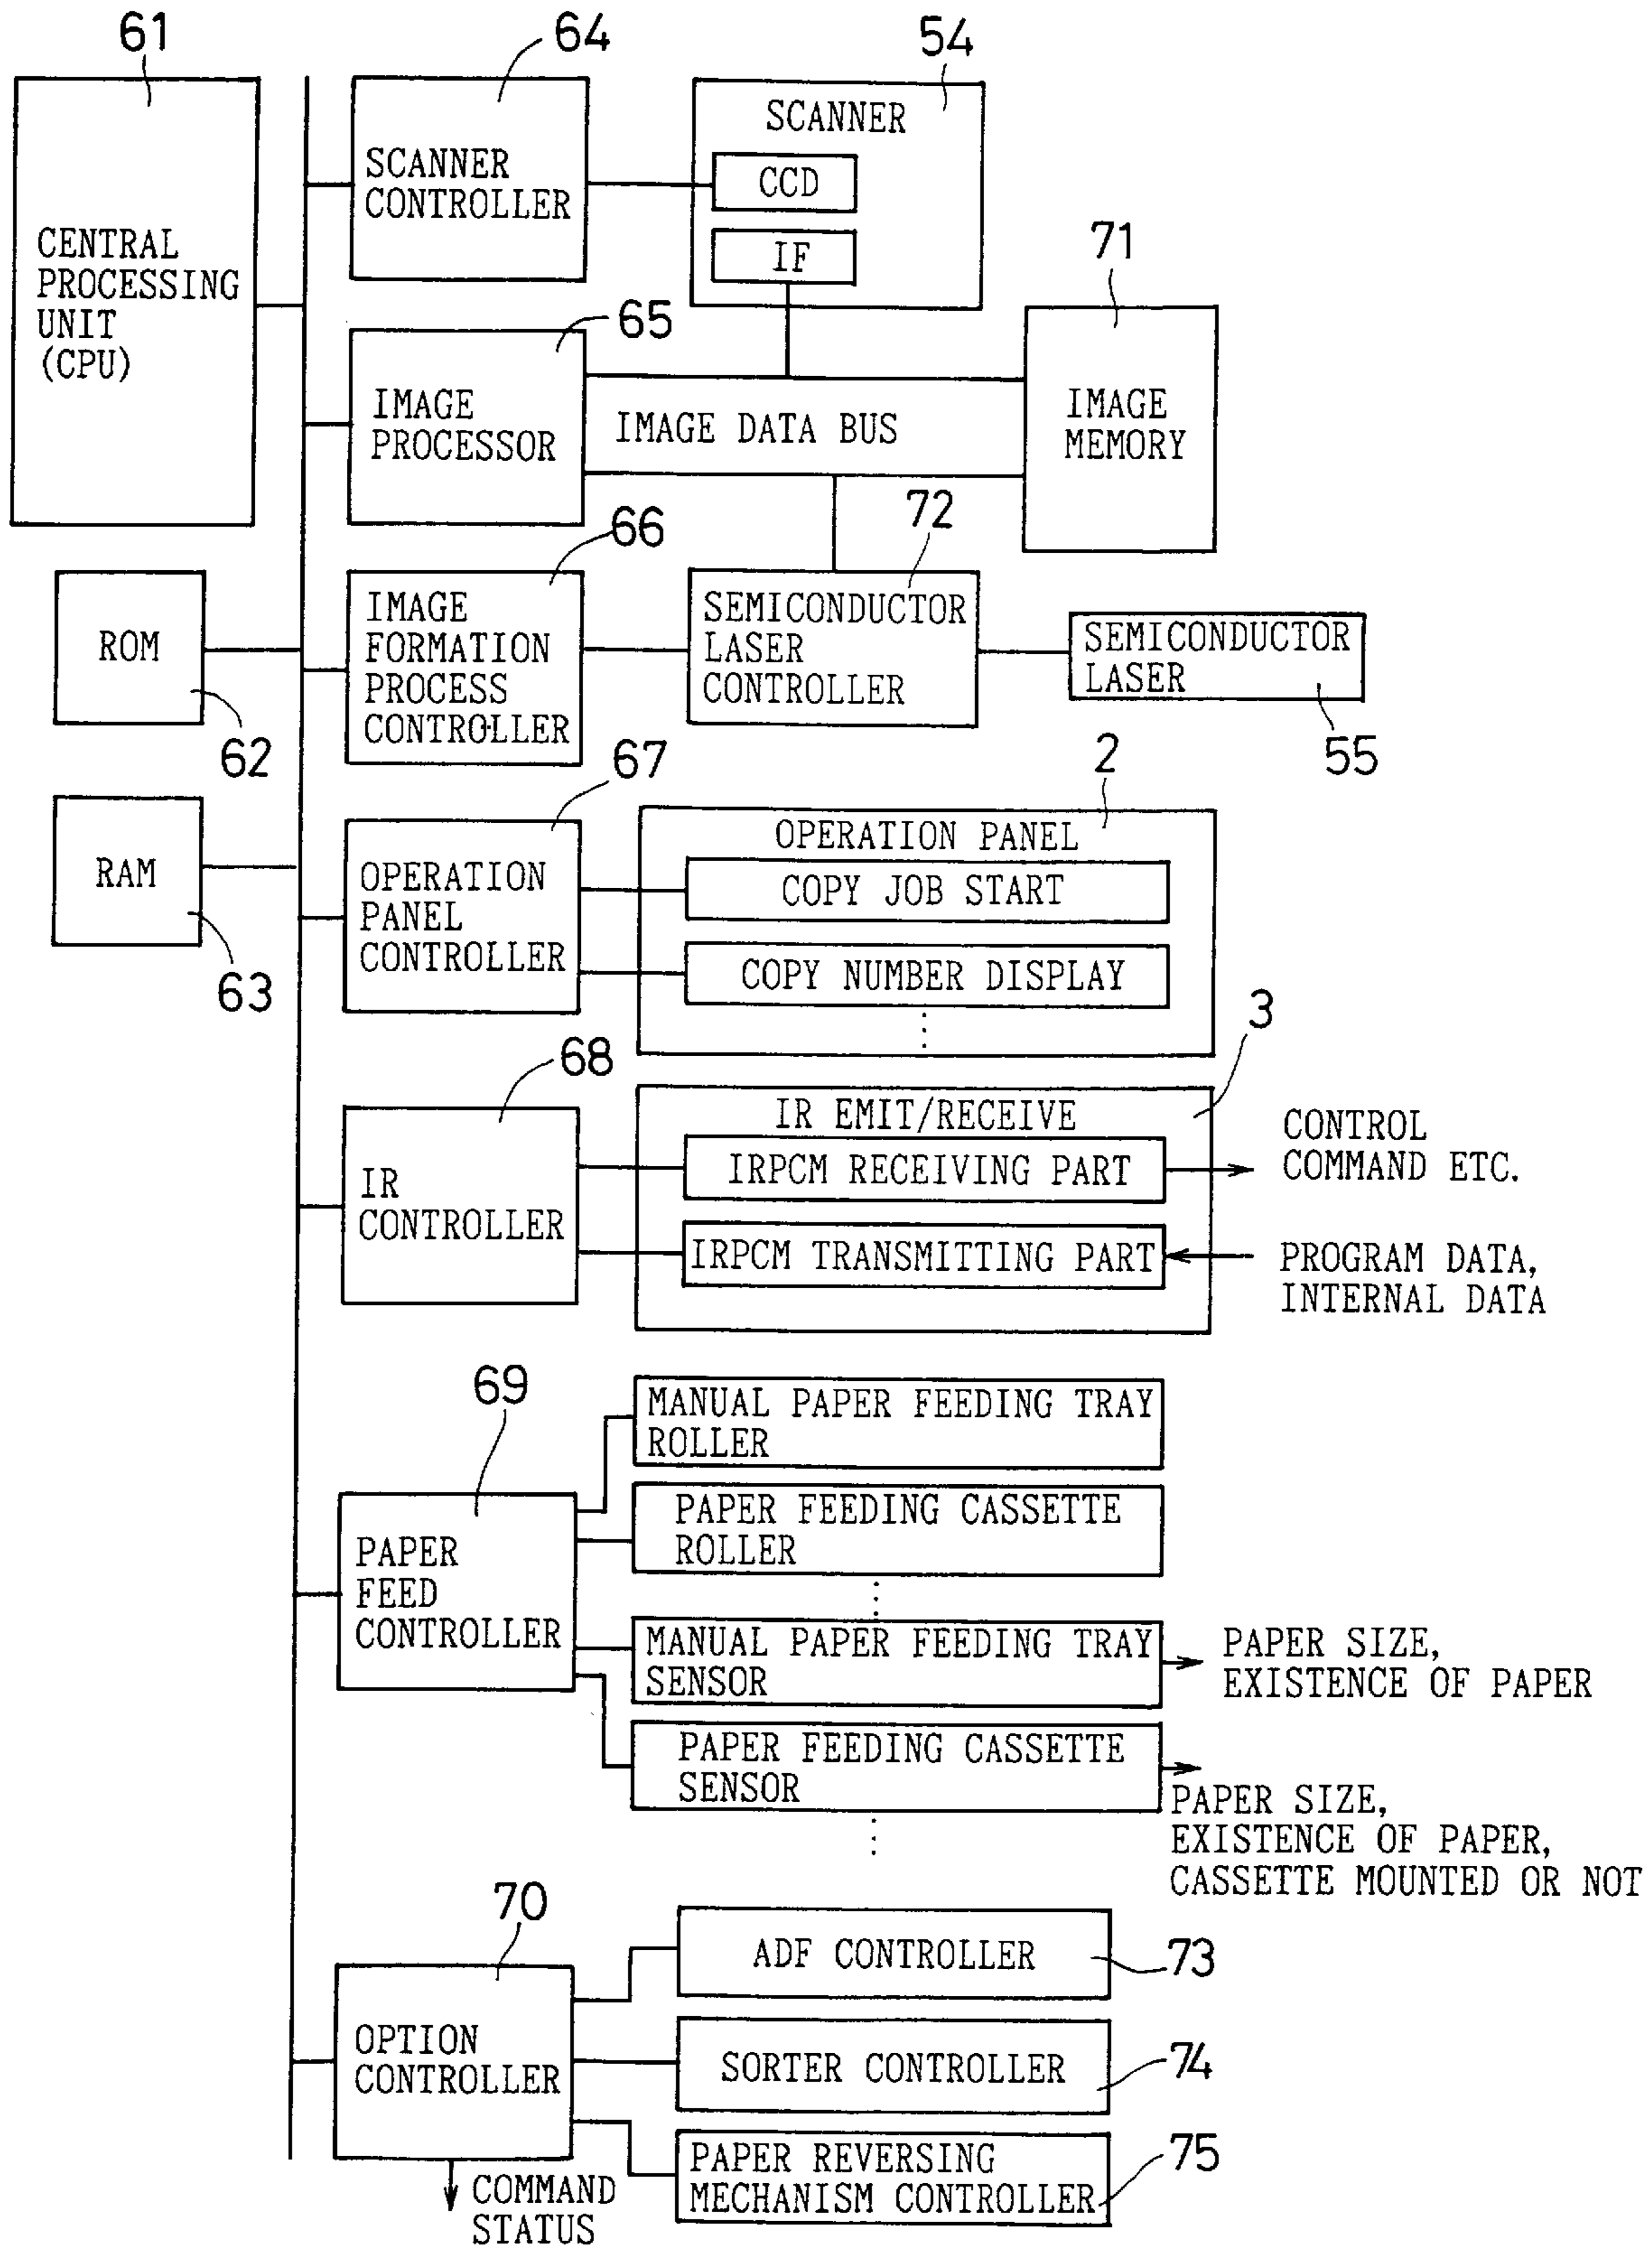 61
64
54
CENTRAL
PROCESSING
UNIT
(CPU)
SCANNER
CONTROLLER
SCANNER
CCD
IF
71
65
IMAGE
PROCESSOR
IMAGE DATA BUS
IMAGE
MEMORY
66
72
ROM
62
IMAGE
FORMATION
PROCESS
CONTROLLER
SEMICONDUCTOR
LASER
CONTROLLER
SEMICONDUCTOR
LASER
55
67
2
RAM
63
OPERATION
PANEL
CONTROLLER
OPERATION PANEL
COPY JOB START
COPY NUMBER DISPLAY
68
3
IR
CONTROLLER
IR EMIT/RECEIVE
IRPCM RECEIVING PART
CONTROL
COMMAND ETC.
IRPCM TRANSMITTING PART
PROGRAM DATA,
INTERNAL DATA
69
PAPER
FEED
CONTROLLER
MANUAL PAPER FEEDING TRAY
ROLLER
PAPER FEEDING CASSETTE
ROLLER
MANUAL PAPER FEEDING TRAY
SENSOR
PAPER SIZE,
EXISTENCE OF PAPER
PAPER FEEDING CASSETTE
SENSOR
PAPER SIZE,
EXISTENCE OF PAPER,
CASSETTE MOUNTED OR NOT
70
OPTION
CONTROLLER
ADF CONTROLLER
73
SORTER CONTROLLER
74
PAPER REVERSING
MECHANISM CONTROLLER
75
COMMAND
STATUS